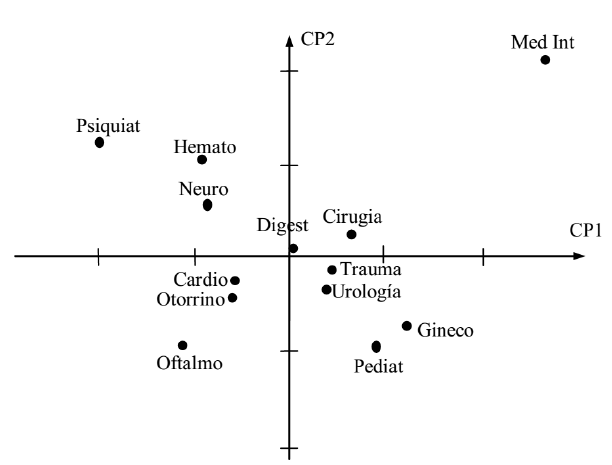 CP2
Med Int
Psiquiat
Hemato
Neuro
Digest
Cirugia
CP1
Cardio
Trauma
Otorrino
Urología
Gineco
Oftalmo
Pediat